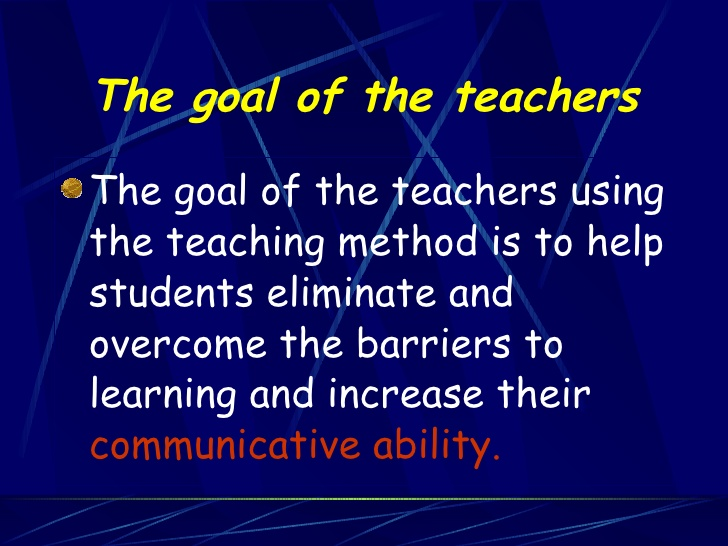 The goal of the teachers
The goal of the teachers using
the teaching method is to help
students eliminate and
overcome the barriers to
learning and increase their
communicative ability.